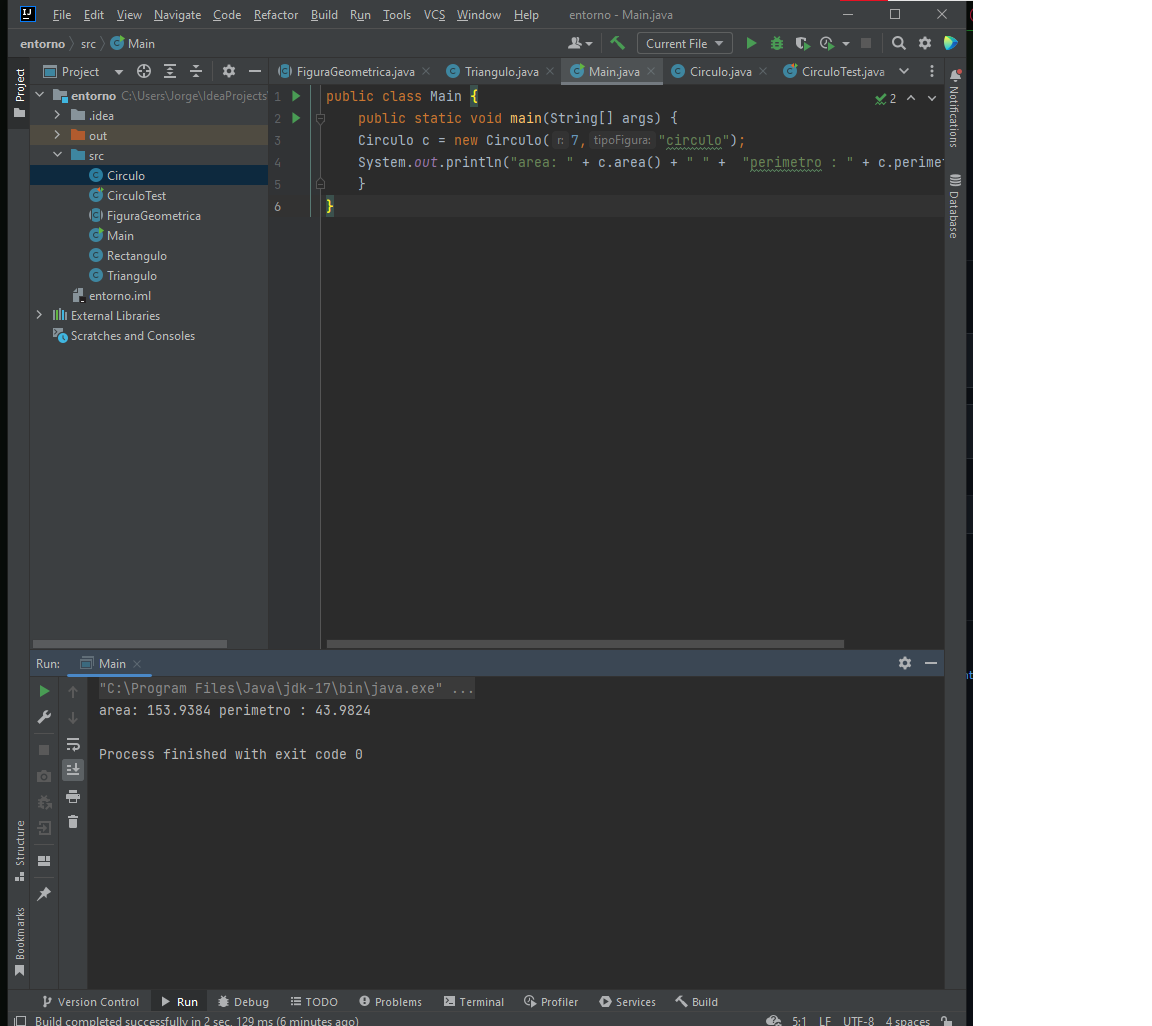 File Edit View Navigate Code Refactor Build Run Tools VCS Window Help entorno - Main.java
entorno src Main Current File
Project FiguraGeometrica.java Triangulo.java Main.java Circulo.java CirculoTest.java
Project
entorno C:\Users\Jorge\IdeaProjects
.idea
out
src
Circulo
CirculoTest
FiguraGeometrica
Main
Rectangulo
Triangulo
entorno.iml
External Libraries
Scratches and Consoles
1 public class Main {
2 public static void main(String[] args) {
3 Circulo c = new Circulo( r: 7, tipoFigura: "circulo");
4 System.out.println("area: " + c.area() + " " + "perimetro : " + c.perimet
5 }
6 }
2
Notifications
Database
Run: Main
"C:\Program Files\Java\jdk-17\bin\java.exe" ...
area: 153.9384 perimetro : 43.9824
Process finished with exit code 0
Structure
Bookmarks
Version Control Run Debug TODO Problems Terminal Profiler Services Build
Build completed successfully in 2 sec, 129 ms (6 minutes ago) 5:1 LF UTF-8 4 spaces